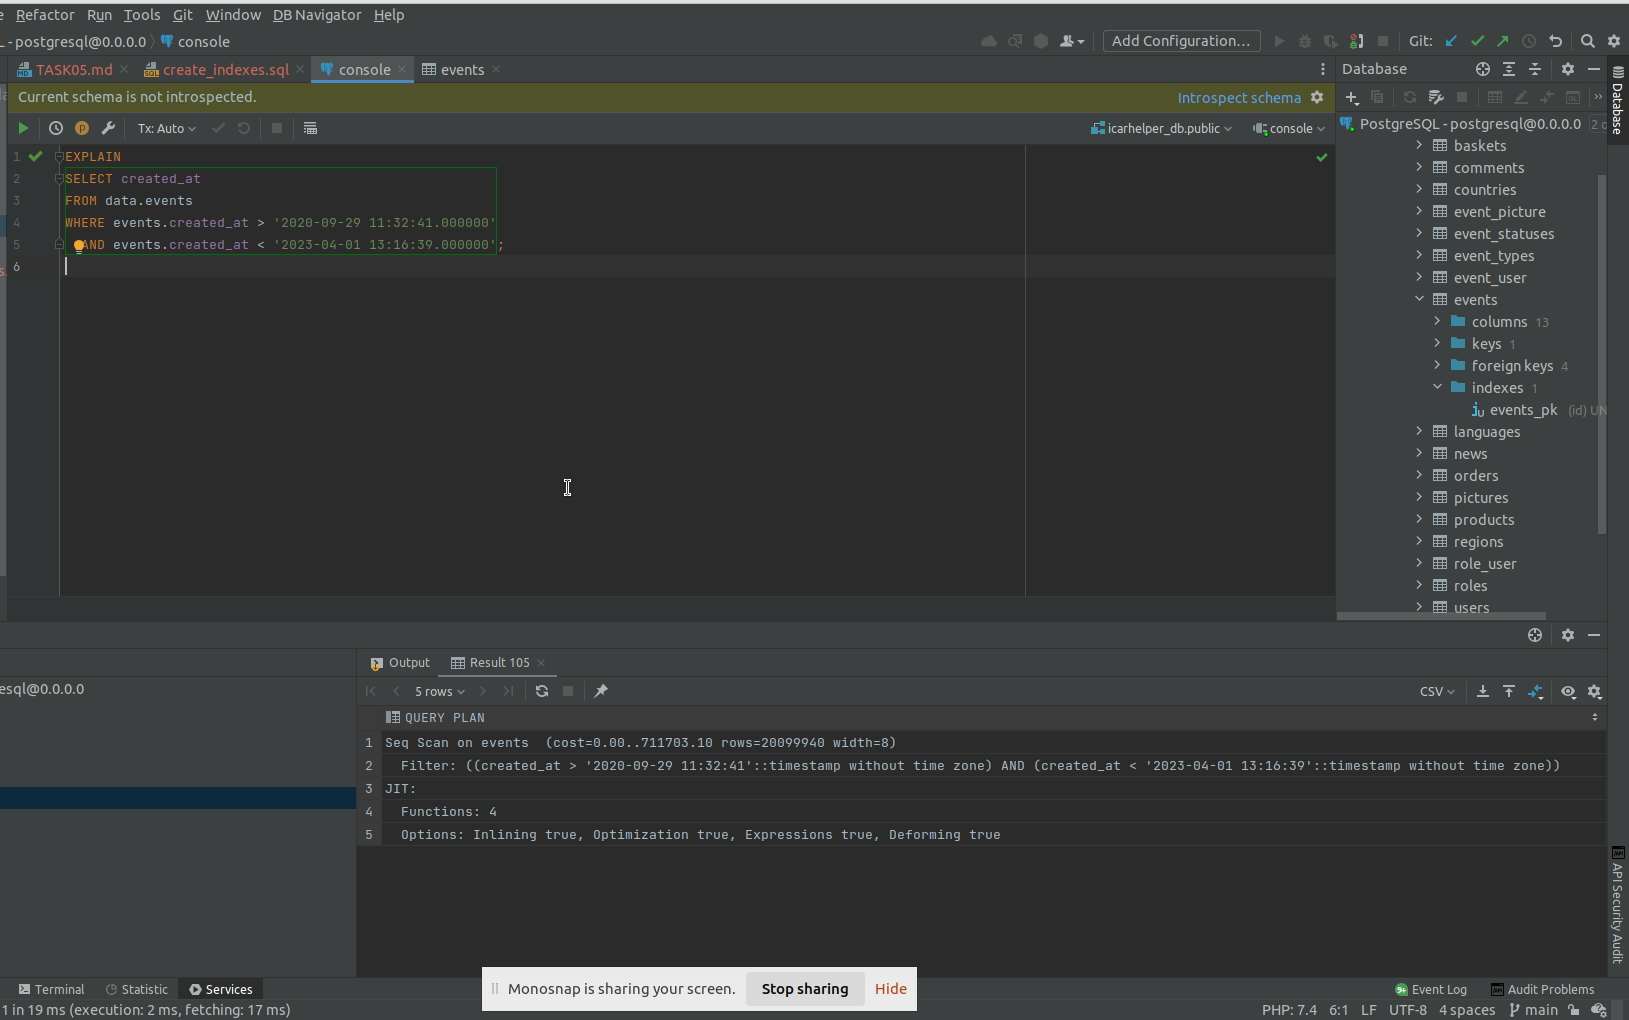 e Refactor Run Tools Git Window DB Navigator Help
- postgresql@0.0.0.0 console
Add Configuration... Git:
TASK05.md create_indexes.sql console events
Database
Current schema is not introspected. Introspect schema
Tx: Auto icarhelper_db.public console
PostgreSQL - postgresql@0.0.0.0 2 o
1 EXPLAIN
2 SELECT created_at
3 FROM data.events
4 WHERE events.created_at > '2020-09-29 11:32:41.000000'
5 AND events.created_at < '2023-04-01 13:16:39.000000';
6
baskets
comments
countries
event_picture
event_statuses
event_types
event_user
events
columns 13
keys 1
foreign keys 4
indexes 1
events_pk (id) UN
languages
news
orders
pictures
products
regions
role_user
roles
users
Database
esql@0.0.0.0
Output Result 105
5 rows CSV
QUERY PLAN
1 Seq Scan on events (cost=0.00..711703.10 rows=20099940 width=8)
2 Filter: ((created_at > '2020-09-29 11:32:41'::timestamp without time zone) AND (created_at < '2023-04-01 13:16:39'::timestamp without time zone))
3 JIT:
4 Functions: 4
5 Options: Inlining true, Optimization true, Expressions true, Deforming true
API Security Audit
Terminal Statistic Services
Monosnap is sharing your screen. Stop sharing Hide
9+ Event Log Audit Problems
1 in 19 ms (execution: 2 ms, fetching: 17 ms)
PHP: 7.4 6:1 LF UTF-8 4 spaces main